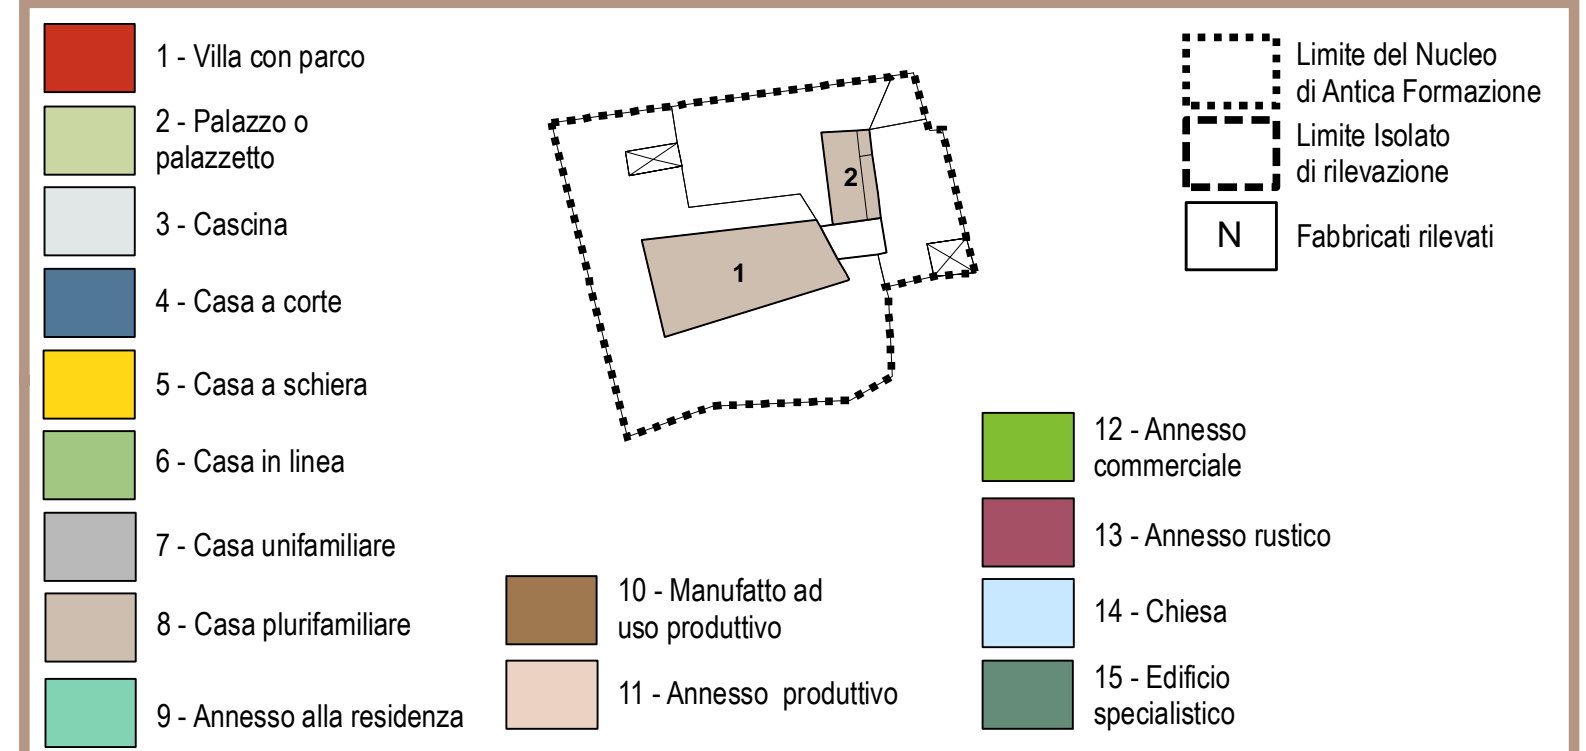 1 - Villa con parco
2 - Palazzo o
palazzetto
3 - Cascina
4 - Casa a corte
5 - Casa a schiera
6 - Casa in linea
7 - Casa unifamiliare
8 - Casa plurifamiliare
9 - Annesso alla residenza
10 - Manufatto ad
uso produttivo
11 - Annesso produttivo
2
1
Limite del Nucleo
di Antica Formazione
Limite Isolato
di rilevazione
N
Fabbricati rilevati
12 - Annesso
commerciale
13 - Annesso rustico
14 - Chiesa
15 - Edificio
specialistico